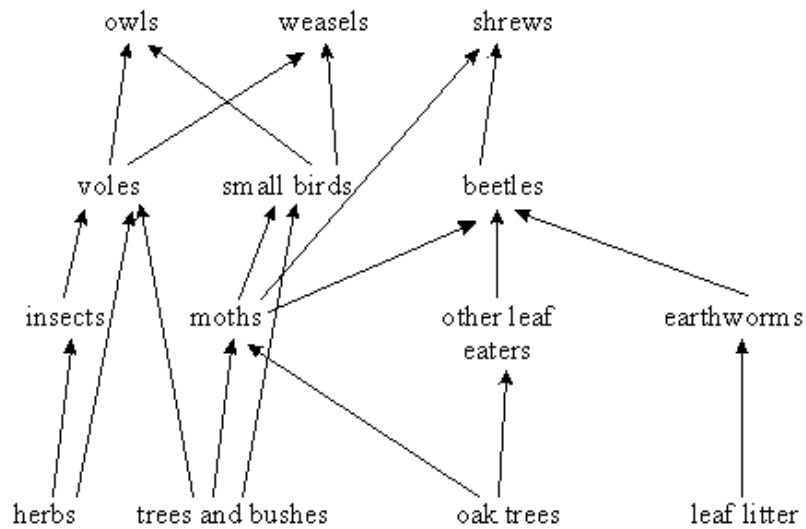 owls weasels shrews
voles small birds beetles
insects moths other leaf earthworms
eaters
herbs trees and bushes oak trees leaf litter